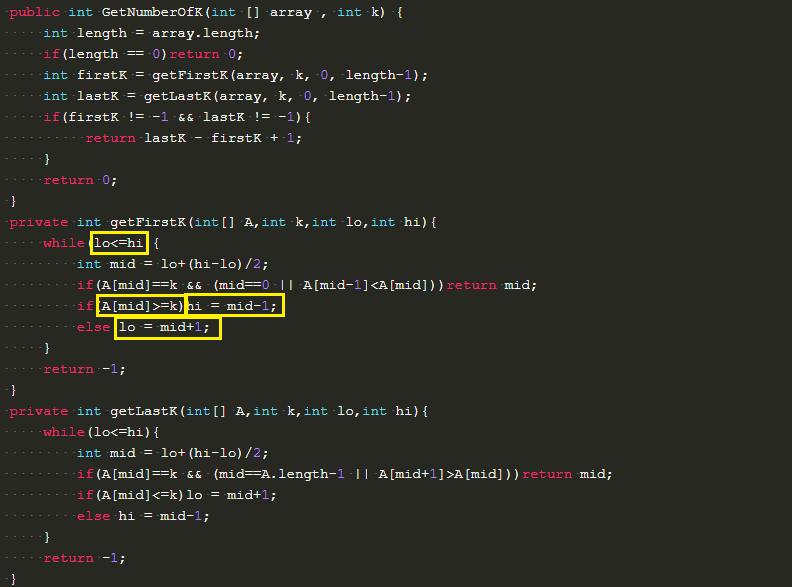 public int GetNumberOfK(int [] array , int k) {
    int length = array.length;
    if(length == 0)return 0;
    int firstK = getFirstK(array, k, 0, length-1);
    int lastK = getLastK(array, k, 0, length-1);
    if(firstK != -1 && lastK != -1){
         return lastK - firstK + 1;
    }
    return 0;
}
private int getFirstK(int[] A,int k,int lo,int hi){
    while(lo<=hi) {
        int mid = lo+(hi-lo)/2;
        if(A[mid]==k && (mid==0 || A[mid-1]<A[mid]))return mid;
        if(A[mid]>=k)hi = mid-1;
        else lo = mid+1;
    }
    return -1;
}
private int getLastK(int[] A,int k,int lo,int hi){
    while(lo<=hi){
        int mid = lo+(hi-lo)/2;
        if(A[mid]==k && (mid==A.length-1 || A[mid+1]>A[mid]))return mid;
        if(A[mid]<=k)lo = mid+1;
        else hi = mid-1;
    }
    return -1;
}